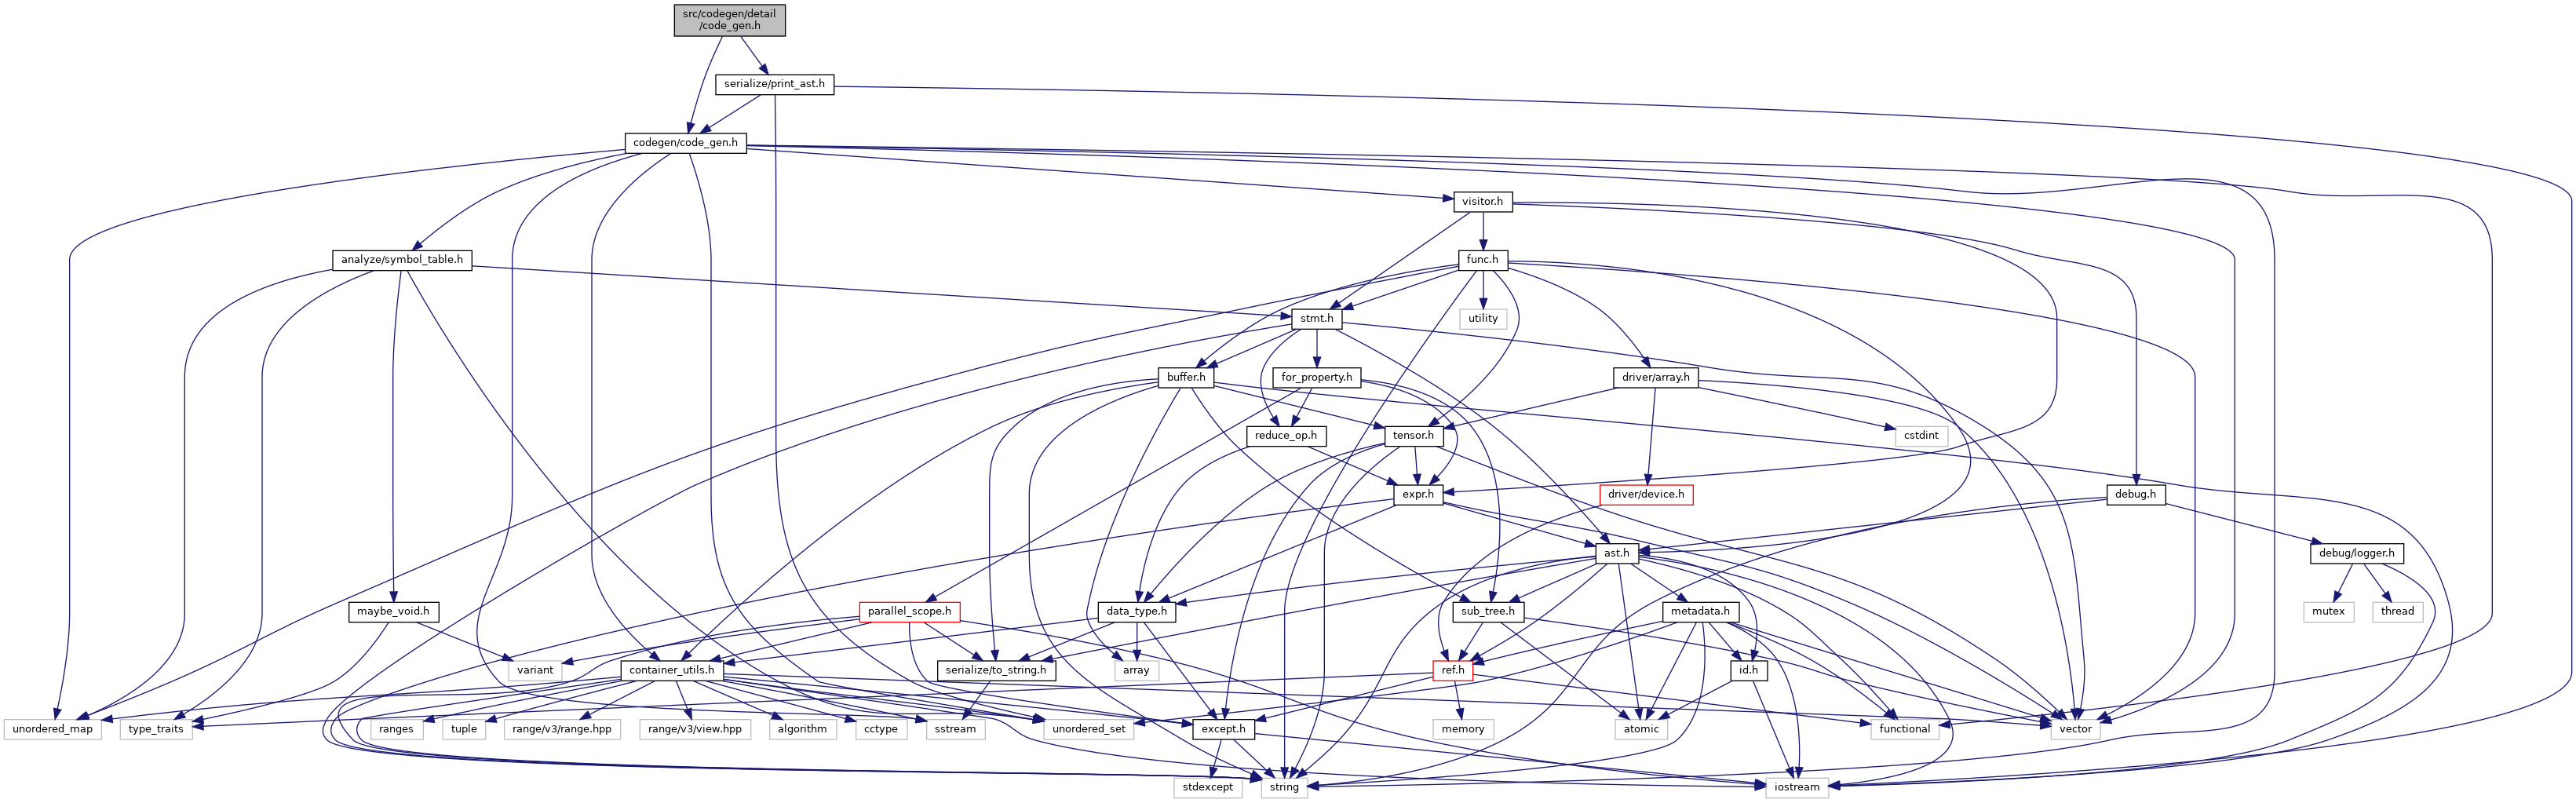 src/codegen/detail
/code_gen.h
serialize/print_ast.h
codegen/code_gen.h
visitor.h
analyze/symbol_table.h
func.h
stmt.h
utility
buffer.h
for_property.h
driver/array.h
reduce_op.h
tensor.h
cstdint
expr.h
driver/device.h
debug.h
ast.h
debug/logger.h
maybe_void.h
parallel_scope.h
data_type.h
sub_tree.h
metadata.h
mutex
thread
variant
container_utils.h
serialize/to_string.h
array
ref.h
id.h
unordered_map
type_traits
ranges
tuple
range/v3/range.hpp
range/v3/view.hpp
algorithm
cctype
sstream
unordered_set
except.h
memory
atomic
functional
vector
stdexcept
string
iostream